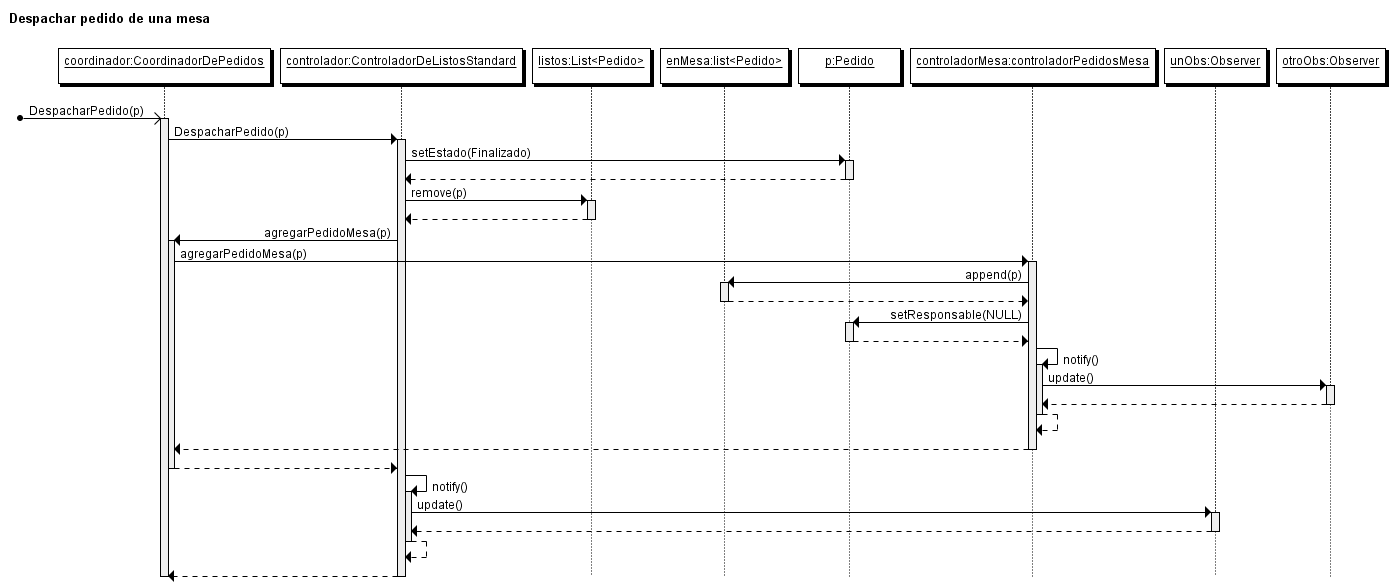 Despachar pedido de una mesa
coordinador:CoordinadorDePedidos
controlador:ControladorDeListosStandard
listos:List<Pedido>
enMesa:list<Pedido>
p:Pedido
controladorMesa:controladorPedidosMesa
unObs:Observer
otroObs:Observer
DespacharPedido(p)
DespacharPedido(p)
setEstado(Finalizado)
remove(p)
agregarPedidoMesa(p)
agregarPedidoMesa(p)
append(p)
setResponsable(NULL)
notify()
update()
notify()
update()